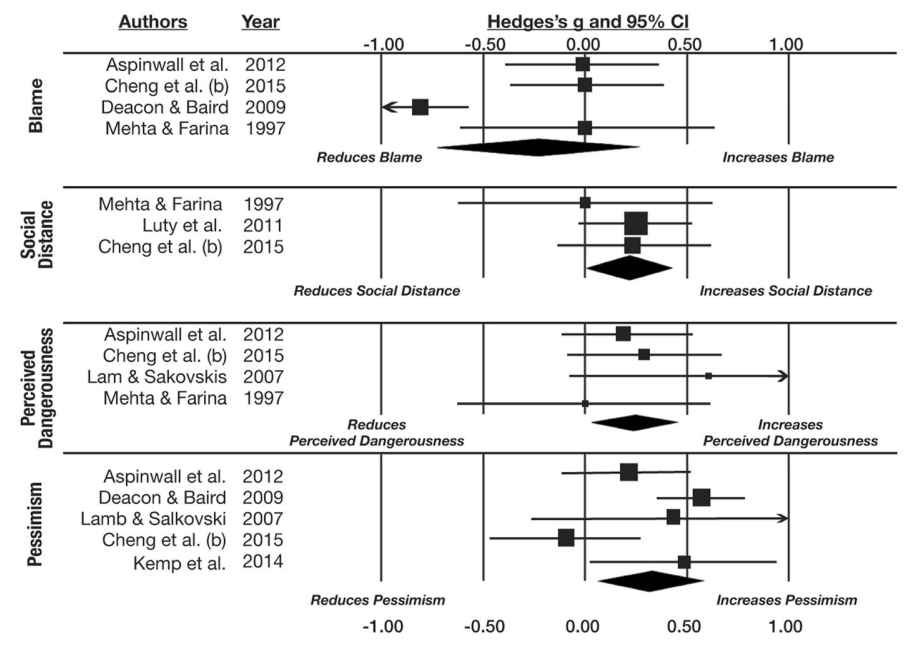 Authors Year Hedges's g and 95% CI
-1.00 -0.50 0.00 0.50 1.00
Blame
Aspinwall et al. 2012
Cheng et al. (b) 2015
Deacon & Baird 2009
Mehta & Farina 1997
Reduces Blame Increases Blame
Social
Distance
Mehta & Farina 1997
Luty et al. 2011
Cheng et al. (b) 2015
Reduces Social Distance Increases Social Distance
Perceived
Dangerousness
Aspinwall et al. 2012
Cheng et al. (b) 2015
Lam & Sakovskis 2007
Mehta & Farina 1997
Reduces Increases
Perceived Dangerousness Perceived Dangerousness
Pessimism
Aspinwall et al. 2012
Deacon & Baird 2009
Lamb & Salkovski 2007
Cheng et al. (b) 2015
Kemp et al. 2014
Reduces Pessimism Increases Pessimism
-1.00 -0.50 0.00 0.50 1.00